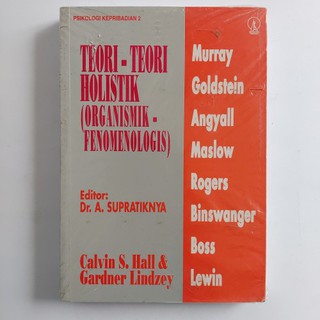 PSIKOLOGI KEPRIBADIAN 2
TEORI - TEORI
HOLISTIK
(ORGANISMIK -
FENOMENOLOGIS)
Editor:
Dr. A. SUPRATIKNYA
Calvin S. Hall &
Gardner Lindzey
Murray
Goldstein
Angyall
Maslow
Rogers
Binswanger
Boss
Lewin